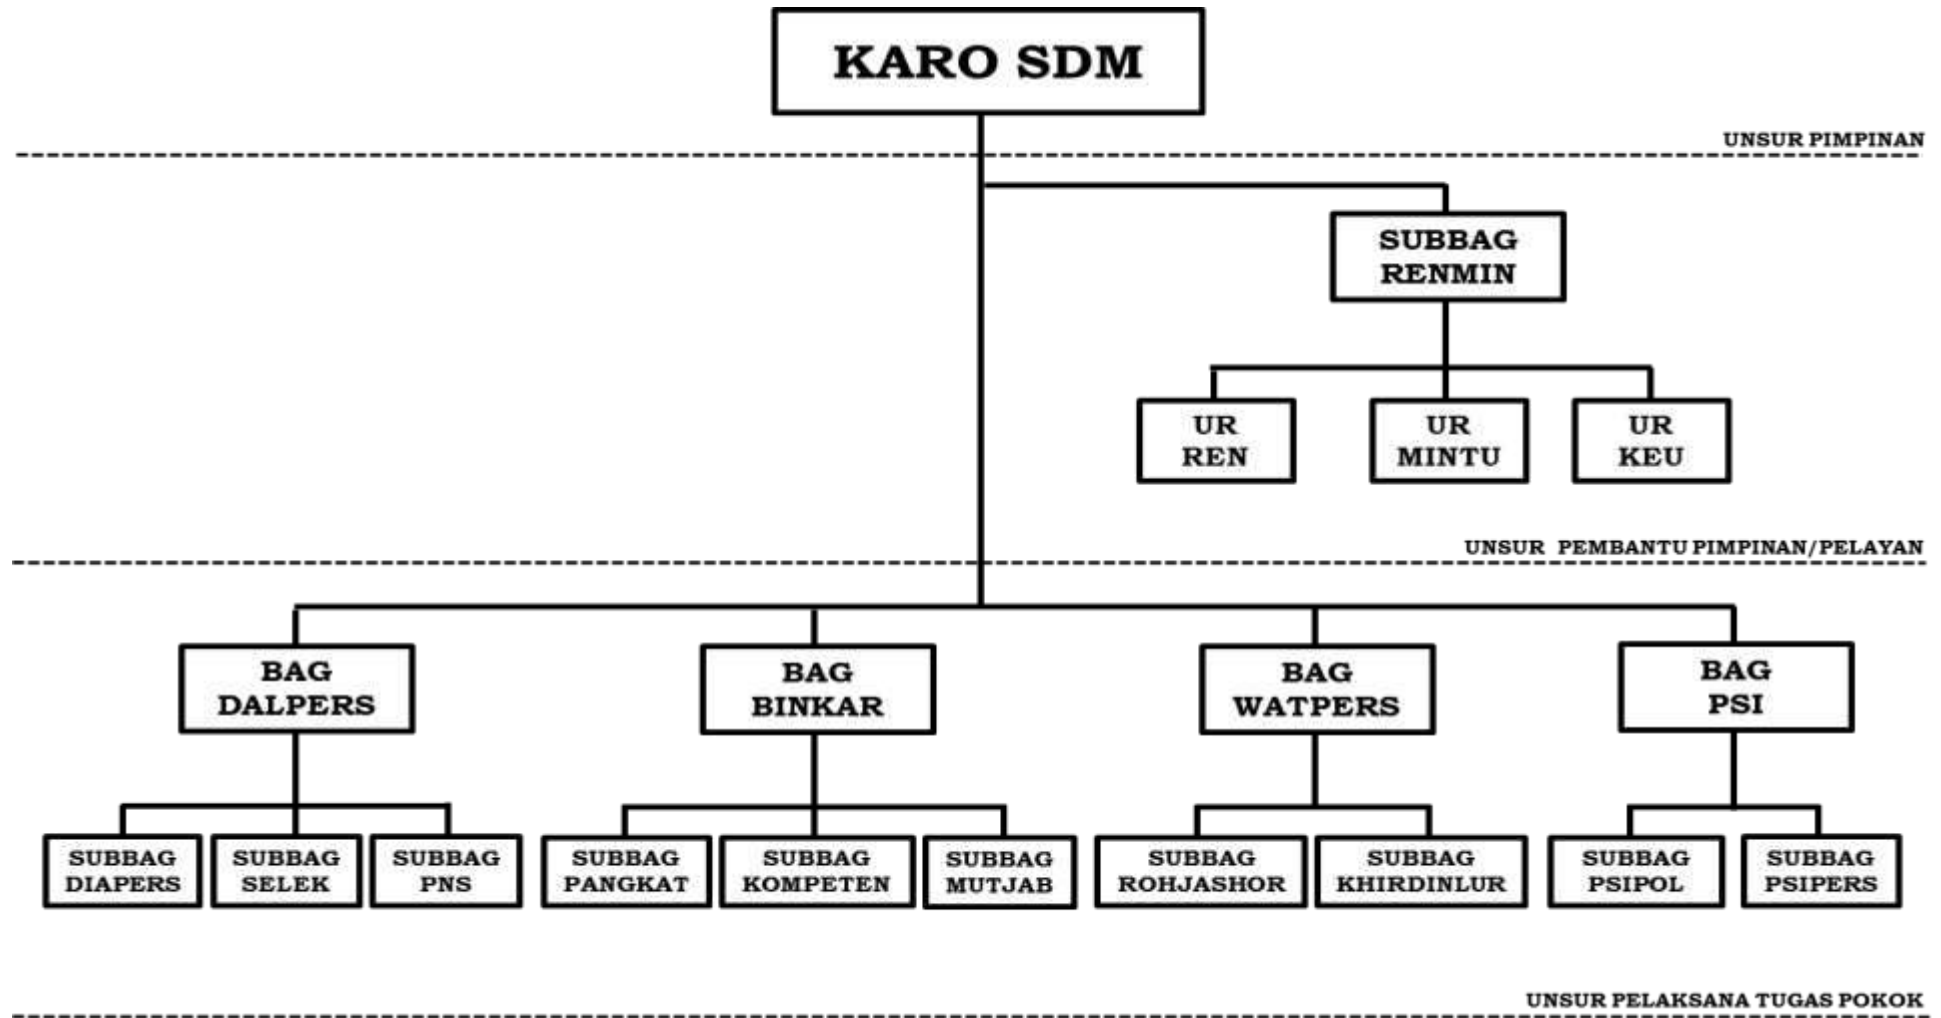 KARO SDM
UNSUR PIMPINAN
SUBBAG
RENMIN
UR
REN
UR
MINTU
UR
KEU
UNSUR PEMBANTU PIMPINAN/PELAYAN
BAG
DALPERS
BAG
BINKAR
BAG
WATPERS
BAG
PSI
SUBBAG
DIAPERS
SUBBAG
SELEK
SUBBAG
PNS
SUBBAG
PANGKAT
SUBBAG
KOMPETEN
SUBBAG
MUTJAB
SUBBAG
ROHJASHOR
SUBBAG
KHIRDINLUR
SUBBAG
PSIPOL
SUBBAG
PSIPERS
UNSUR PELAKSANA TUGAS POKOK